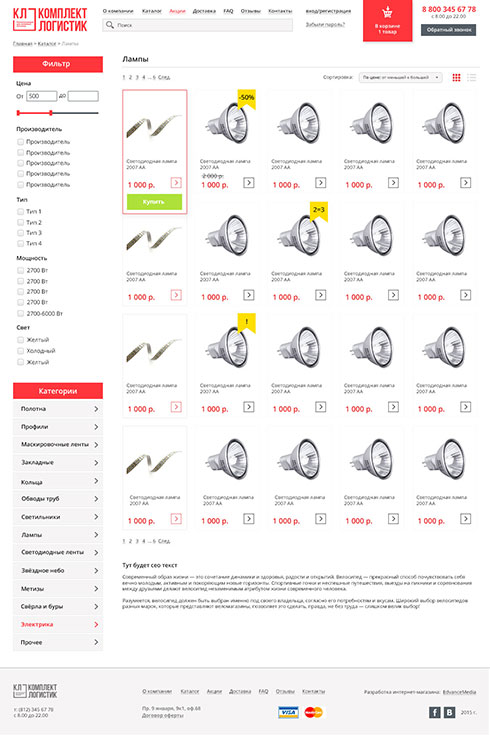 КЛ КОМПЛЕКТ
ЛОГИСТИК
О компании Каталог Акции Доставка FAQ Отзывы Контакты
вход/регистрация
Поиск
Забыли пароль?
В корзине
1 товар
8 800 345 67 78
с 8.00 до 22.00
Обратный звонок
Главная » Каталог » Лампы
Фильтр
Цена
От 500 до
Производитель
Производитель
Производитель
Производитель
Производитель
Производитель
Тип
Тип 1
Тип 2
Тип 3
Тип 4
Мощность
2700 Вт
2700 Вт
2700 Вт
2700 Вт
2700-6000 Вт
Свет
Желтый
Холодный
Желтый
Категории
Полотна
Профили
Маскировочные ленты
Закладные
Кольца
Обводы труб
Светильники
Лампы
Светодиодные ленты
Звёздное небо
Метизы
Свёрла и буры
Электрика
Прочее
Лампы
1 2 3 4 ... 6 След.
Сортировка: По цене: от меньшей к большей
-50%
Светодиодная лампа 2007 АА
1 000 р.
Купить
Светодиодная лампа 2007 АА
2 000 р.
1 000 р.
Светодиодная лампа 2007 АА
1 000 р.
Светодиодная лампа 2007 АА
1 000 р.
Светодиодная лампа 2007 АА
1 000 р.
2=3
Светодиодная лампа 2007 АА
1 000 р.
Светодиодная лампа 2007 АА
1 000 р.
Светодиодная лампа 2007 АА
1 000 р.
Светодиодная лампа 2007 АА
1 000 р.
Светодиодная лампа 2007 АА
1 000 р.
!
Светодиодная лампа 2007 АА
1 000 р.
Светодиодная лампа 2007 АА
1 000 р.
Светодиодная лампа 2007 АА
1 000 р.
Светодиодная лампа 2007 АА
1 000 р.
Светодиодная лампа 2007 АА
1 000 р.
Светодиодная лампа 2007 АА
1 000 р.
Светодиодная лампа 2007 АА
1 000 р.
Светодиодная лампа 2007 АА
1 000 р.
Светодиодная лампа 2007 АА
1 000 р.
Светодиодная лампа 2007 АА
1 000 р.
1 2 3 4 ... 6 След.
Тут будет сео текст
Современный образ жизни — это сочетание динамики и здоровья, радости и открытий. Велосипед — прекрасный способ почувствовать себя
вечно молодым, активным и покоряющим новые горизонты. Спортивные гонки и неспешные путешествия, выезды на пикники и соревнования
между друзьями делают велосипед незаменимым атрибутом жизни современного человека.
Разумеется, велосипед должен быть выбран именно под своего владельца, согласно его потребностям и вкусам. Широкий выбор велосипедов
разных марок, которые представляют веломагазины, позволяет это сделать, правда, не без труда — слишком велик выбор!
КЛ КОМПЛЕКТ
ЛОГИСТИК
т: (812) 345 67 78
с 8.00 до 22.00
О компании Каталог Акции Доставка FAQ Отзывы Контакты
Пр. 9 января, 9к1, оф.68
Договор оферты
VISA
MasterCard
Разработка интернет-магазина: EdvanceMedia
2015 г.